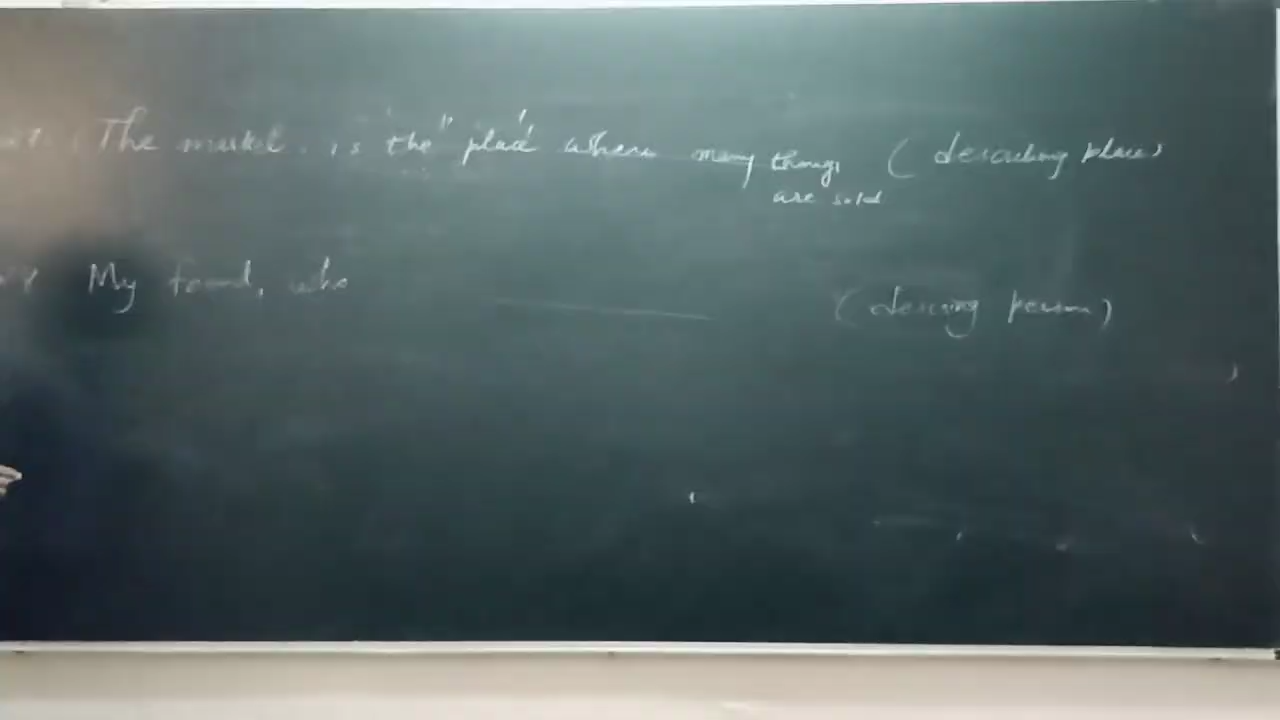 The market is the "place" where many things (describing place)
are sold
My friend, who
(describing person)